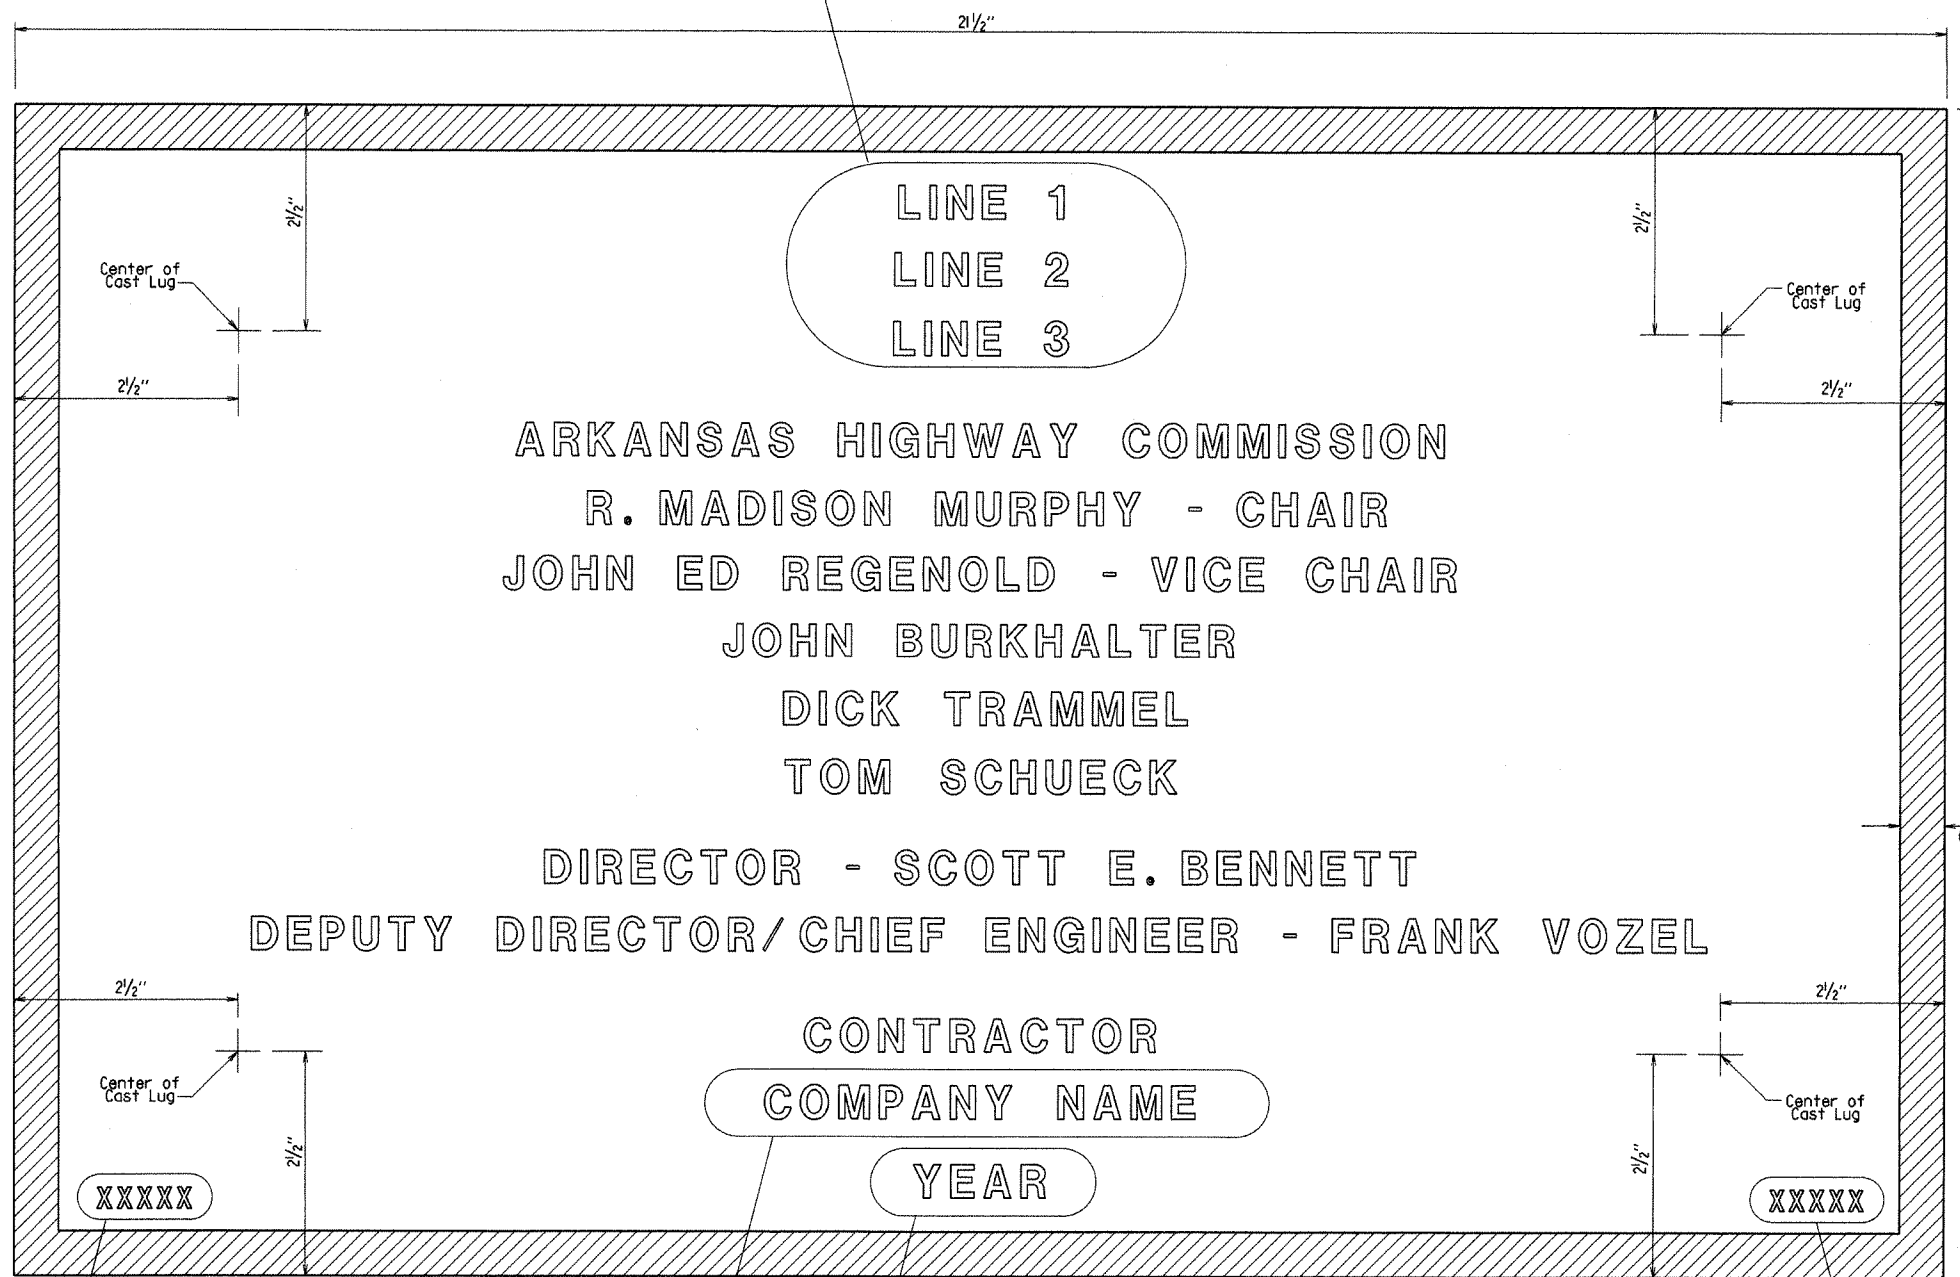 21½"
2½"
2½"
LINE 1
LINE 2
LINE 3
Center of
Cast Lug
Center of
Cast Lug
2½"
2½"
ARKANSAS HIGHWAY COMMISSION
R. MADISON MURPHY - CHAIR
JOHN ED REGENOLD - VICE CHAIR
JOHN BURKHALTER
DICK TRAMMEL
TOM SCHUECK
DIRECTOR - SCOTT E. BENNETT
DEPUTY DIRECTOR/CHIEF ENGINEER - FRANK VOZEL
2½"
2½"
CONTRACTOR
Center of
Cast Lug
COMPANY NAME
Center of
Cast Lug
2½"
2½"
XXXXX
YEAR
XXXXX